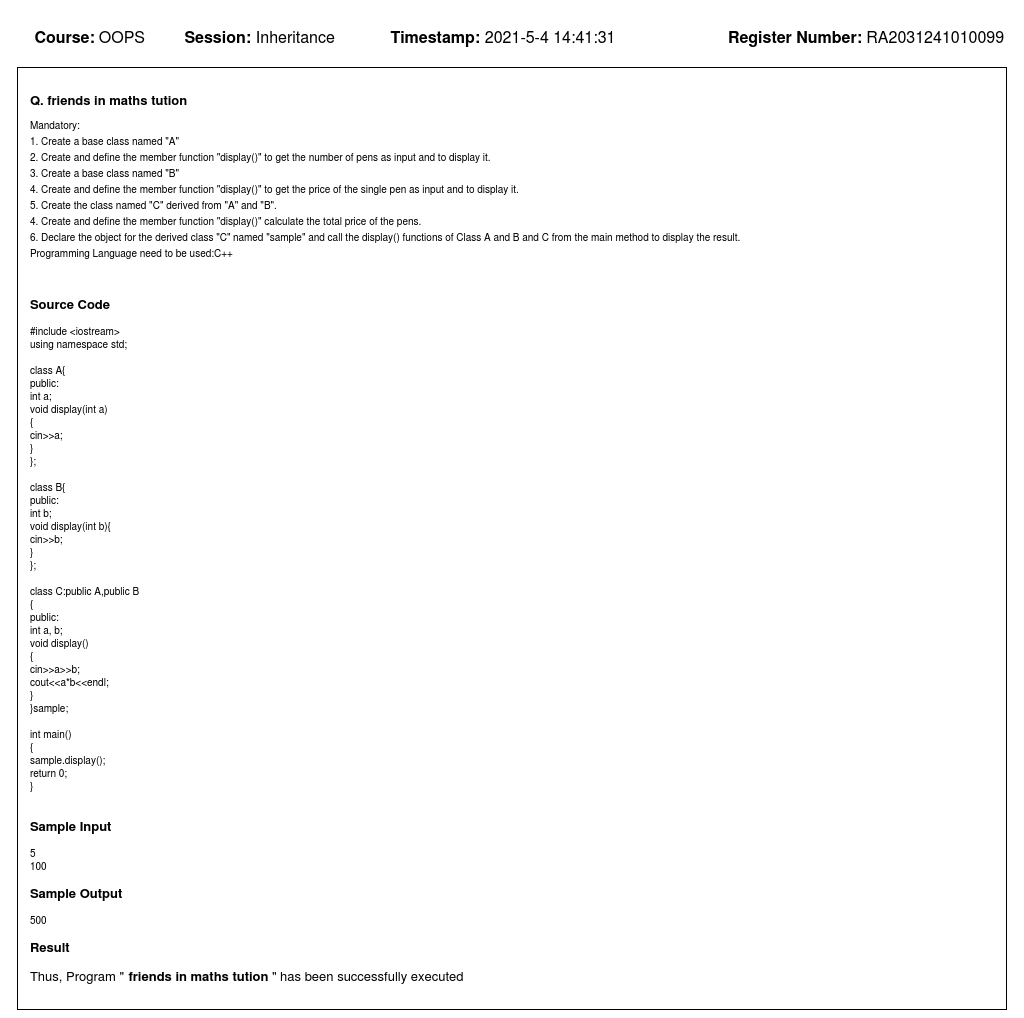 Course: OOPS Session: Inheritance Timestamp: 2021-5-4 14:41:31 Register Number: RA2031241010099
Q. friends in maths tution
Mandatory:
1. Create a base class named "A"
2. Create and define the member function "display()" to get the number of pens as input and to display it.
3. Create a base class named "B"
4. Create and define the member function "display()" to get the price of the single pen as input and to display it.
5. Create the class named "C" derived from "A" and "B".
4. Create and define the member function "display()" calculate the total price of the pens.
6. Declare the object for the derived class "C" named "sample" and call the display() functions of Class A and B and C from the main method to display the result.
Programming Language need to be used:C++
Source Code
#include <iostream>
using namespace std;
class A{
public:
int a;
void display(int a)
{
cin>>a;
}
};
class B{
public:
int b;
void display(int b){
cin>>b;
}
};
class C:public A,public B
{
public:
int a, b;
void display()
{
cin>>a>>b;
cout<<a*b<<endl;
}
}sample;
int main()
{
sample.display();
return 0;
}
Sample Input
5
100
Sample Output
500
Result
Thus, Program " friends in maths tution " has been successfully executed